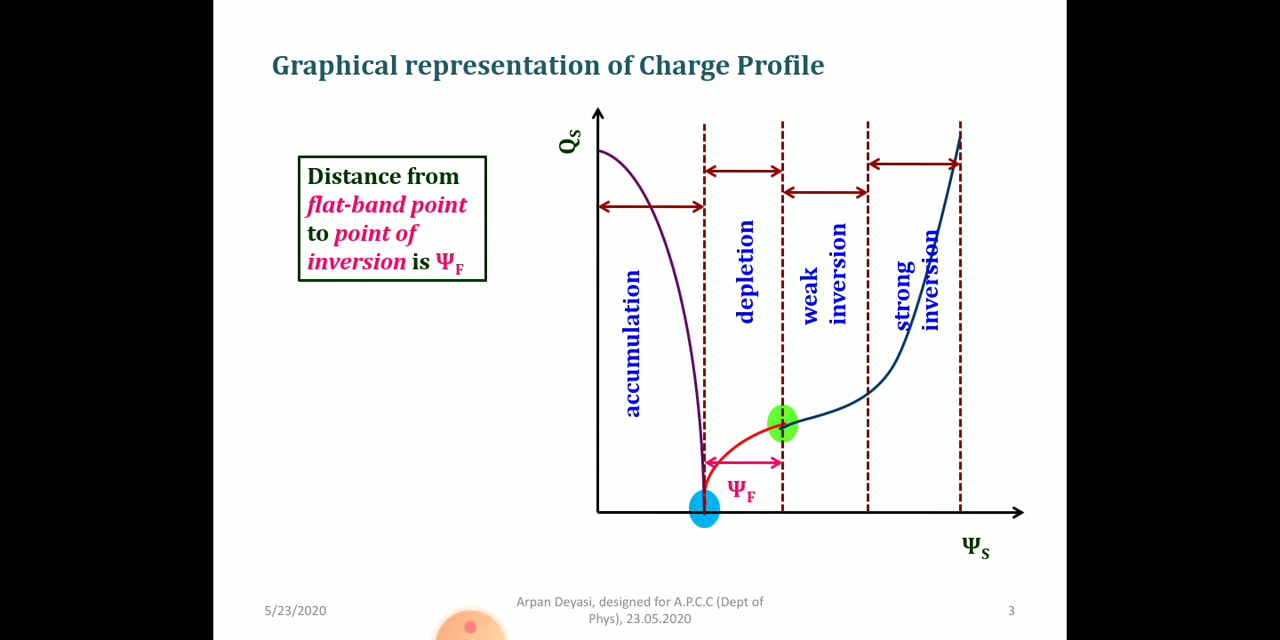 Graphical representation of Charge Profile
Distance from
flat-band point
to point of
inversion is ΨF
QS
accumulation
depletion
weak
inversion
strong
inversion
ΨF
ΨS
5/23/2020
Arpan Deyasi, designed for A.P.C.C (Dept of
Phys), 23.05.2020
3